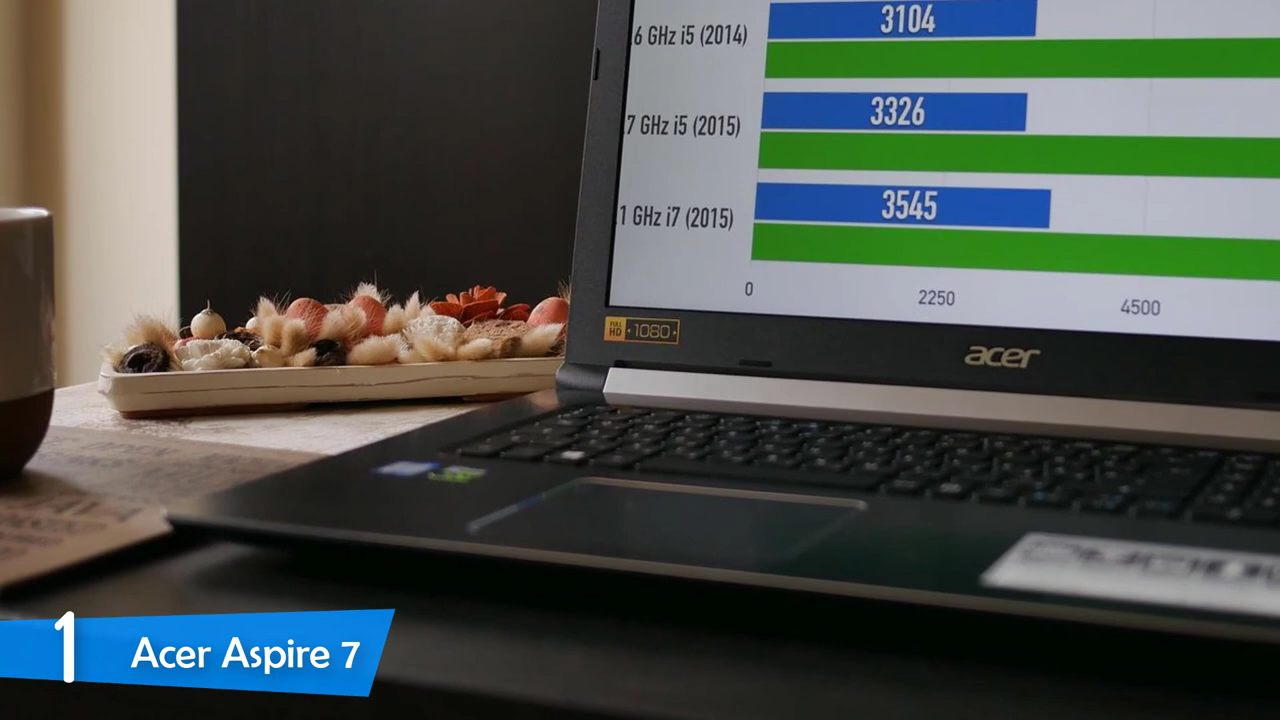 .6 GHz i5 (2014)
3104
.7 GHz i5 (2015)
3326
1 GHz i7 (2015)
3545
0
2250
4500
FULL HD
1080
acer
1
Acer Aspire 7